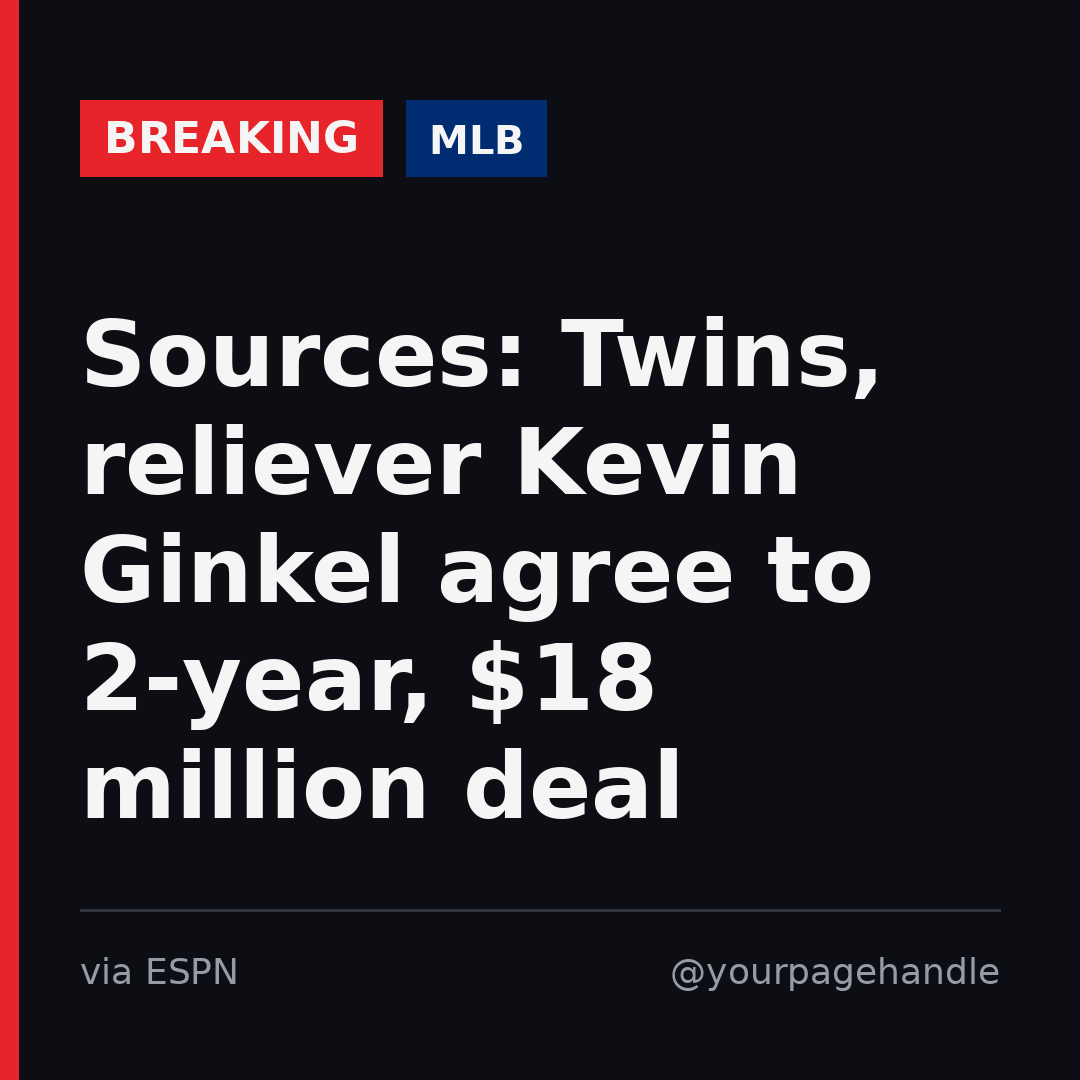 BREAKING MLB
Sources: Twins,
reliever Kevin
Ginkel agree to
2-year, $18
million deal
via ESPN @yourpagehandle